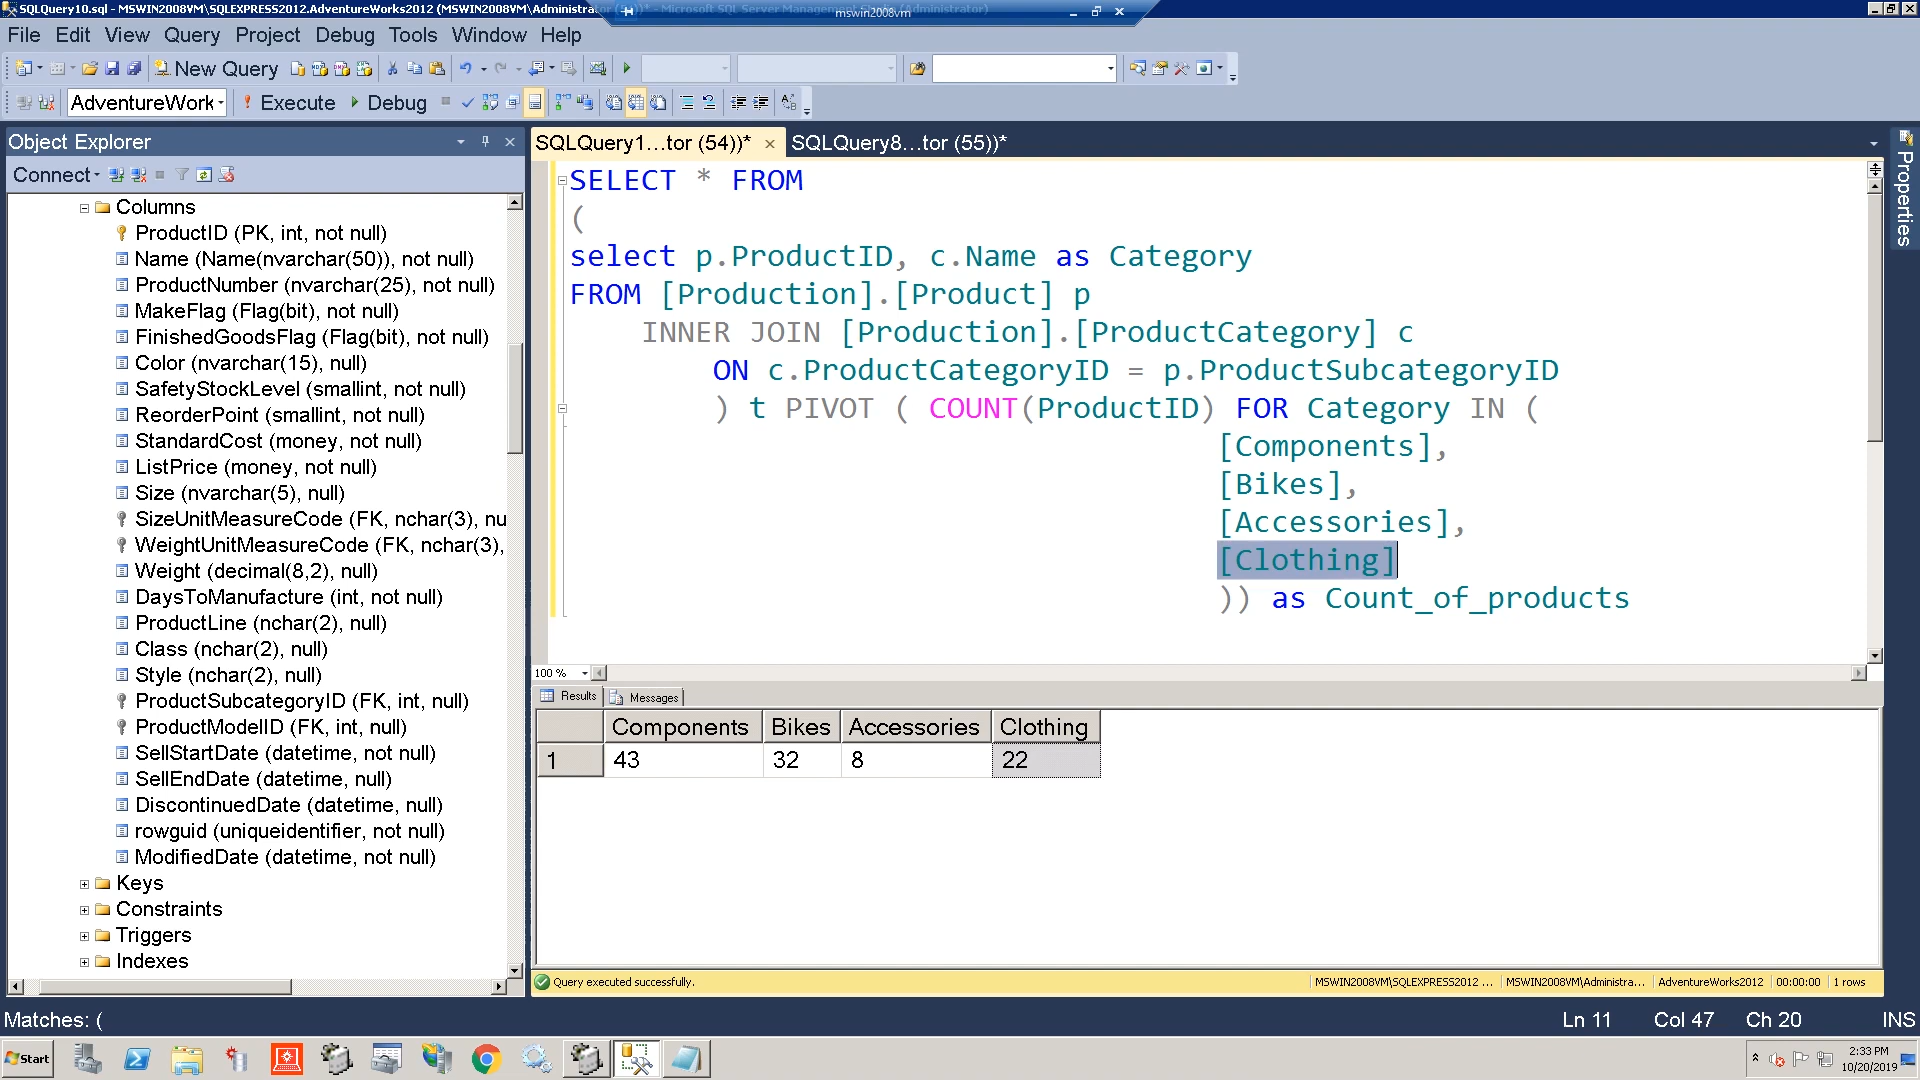 SQLQuery10.sql - MSWIN2008VM\SQLEXPRESS2012.AdventureWorks2012 (MSWIN2008VM\Administra
- Microsoft SQL Server Management
mswin2008vm
File Edit View Query Project Debug Tools Window Help
New Query
AdventureWork Execute Debug
Object Explorer
SQLQuery1...tor (54))* SQLQuery8...tor (55))*
Properties
Connect
Columns
ProductID (PK, int, not null)
Name (Name(nvarchar(50)), not null)
ProductNumber (nvarchar(25), not null)
MakeFlag (Flag(bit), not null)
FinishedGoodsFlag (Flag(bit), not null)
Color (nvarchar(15), null)
SafetyStockLevel (smallint, not null)
ReorderPoint (smallint, not null)
StandardCost (money, not null)
ListPrice (money, not null)
Size (nvarchar(5), null)
SizeUnitMeasureCode (FK, nchar(3), nu
WeightUnitMeasureCode (FK, nchar(3),
Weight (decimal(8,2), null)
DaysToManufacture (int, not null)
ProductLine (nchar(2), null)
Class (nchar(2), null)
Style (nchar(2), null)
ProductSubcategoryID (FK, int, null)
ProductModelID (FK, int, null)
SellStartDate (datetime, not null)
SellEndDate (datetime, null)
DiscontinuedDate (datetime, null)
rowguid (uniqueidentifier, not null)
ModifiedDate (datetime, not null)
Keys
Constraints
Triggers
Indexes
SELECT * FROM
(
select p.ProductID, c.Name as Category
FROM [Production].[Product] p
INNER JOIN [Production].[ProductCategory] c
ON c.ProductCategoryID = p.ProductSubcategoryID
) t PIVOT ( COUNT(ProductID) FOR Category IN (
[Components],
[Bikes],
[Accessories],
[Clothing]
)) as Count_of_products
100 %
Results Messages
Components Bikes Accessories Clothing
1 43 32 8 22
Query executed successfully. MSWIN2008VM\SQLEXPRESS2012 ... MSWIN2008VM\Administra... AdventureWorks2012 00:00:00 1 rows
Matches: ( Ln 11 Col 47 Ch 20 INS
Start
2:33 PM
10/20/2019